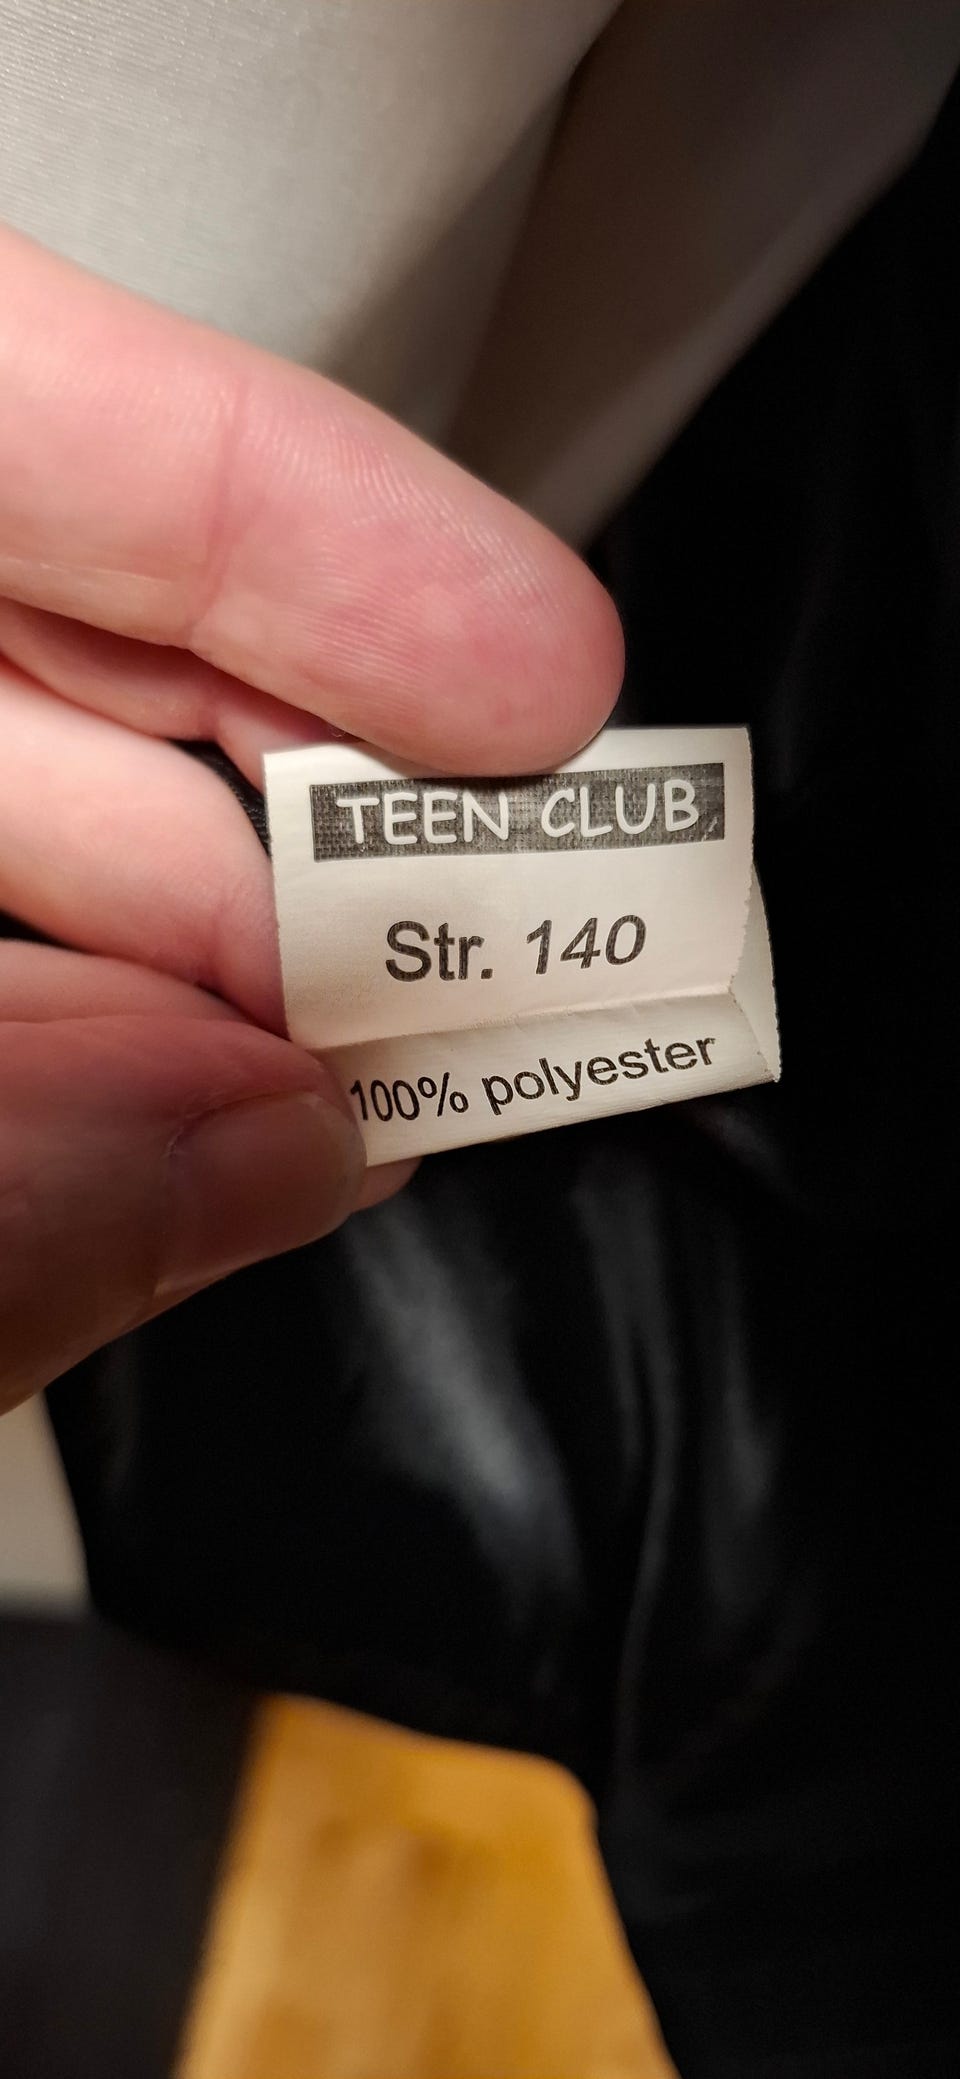 TEEN CLUB
Str. 140
100% polyester